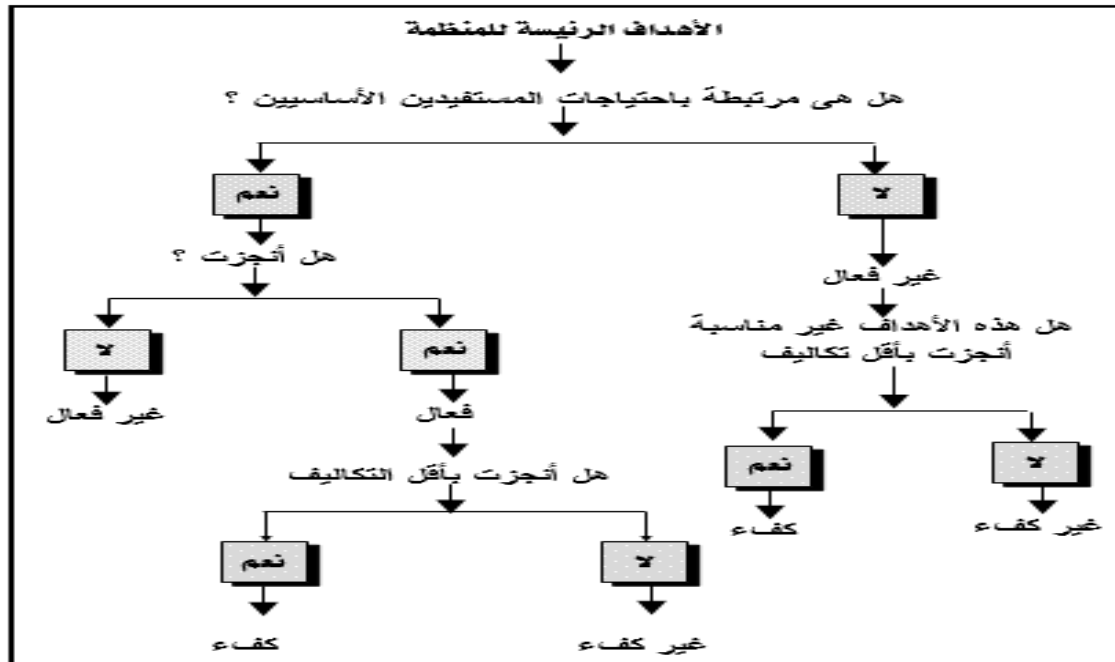 الأهداف الرئيسة للمنظمة
هل هى مرتبطة باحتياجات المستفيدين الأساسيين ؟
لا
نعم
هل أنجزت ؟
غير فعال
هل هذه الأهداف غير مناسبة
أنجزت بأقل تكاليف
نعم
لا
فعال
غير فعال
لا
نعم
هل أنجزت بأقل التكاليف
غير كفء
كفء
لا
نعم
غير كفء
كفء